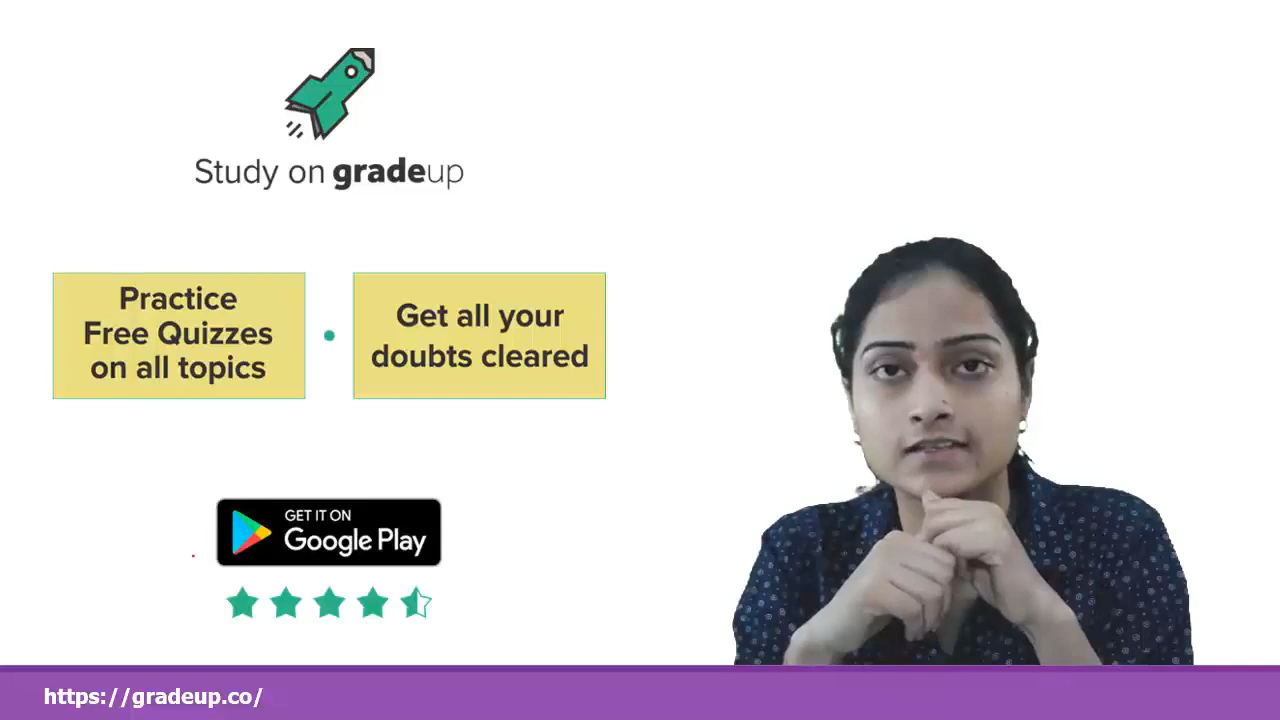 Study on gradeup
Practice
Free Quizzes
on all topics
Get all your
doubts cleared
GET IT ON
Google Play
https://gradeup.co/